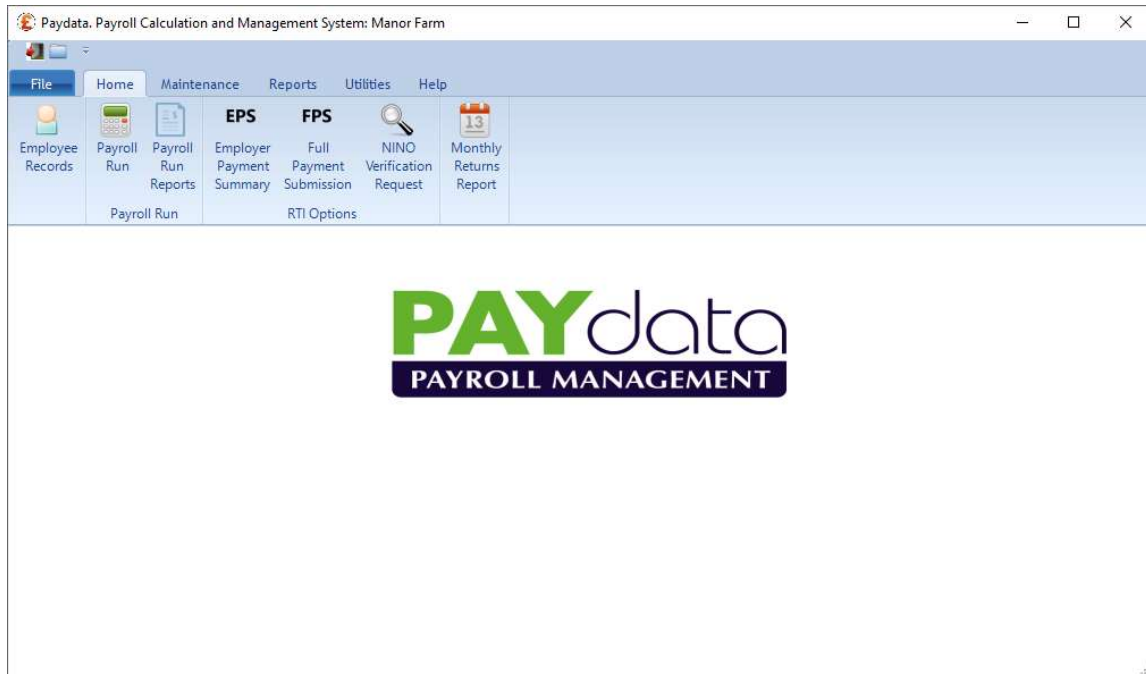 Paydata. Payroll Calculation and Management System: Manor Farm
File Home Maintenance Reports Utilities Help
Employee Records
Payroll Run
Payroll Run Reports
EPS Employer Payment Summary
FPS Full Payment Submission
NINO Verification Request
13 Monthly Returns Report
Payroll Run
RTI Options
PAYdata
PAYROLL MANAGEMENT